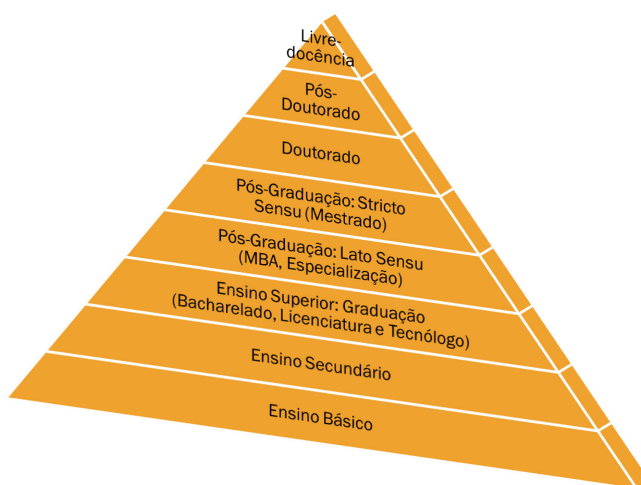 Livre-
docência
Pós-
Doutorado
Doutorado
Pós-Graduação: Stricto
Sensu (Mestrado)
Pós-Graduação: Lato Sensu
(MBA, Especialização)
Ensino Superior: Graduação
(Bacharelado, Licenciatura e Tecnólogo)
Ensino Secundário
Ensino Básico